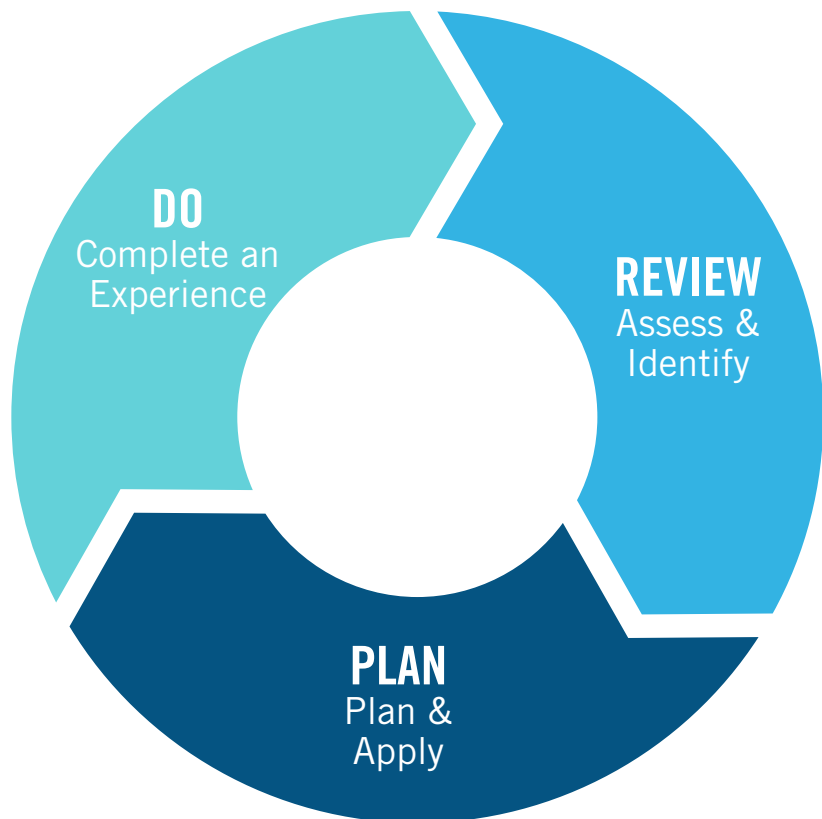 DO
Complete an
Experience
REVIEW
Assess &
Identify
PLAN
Plan &
Apply